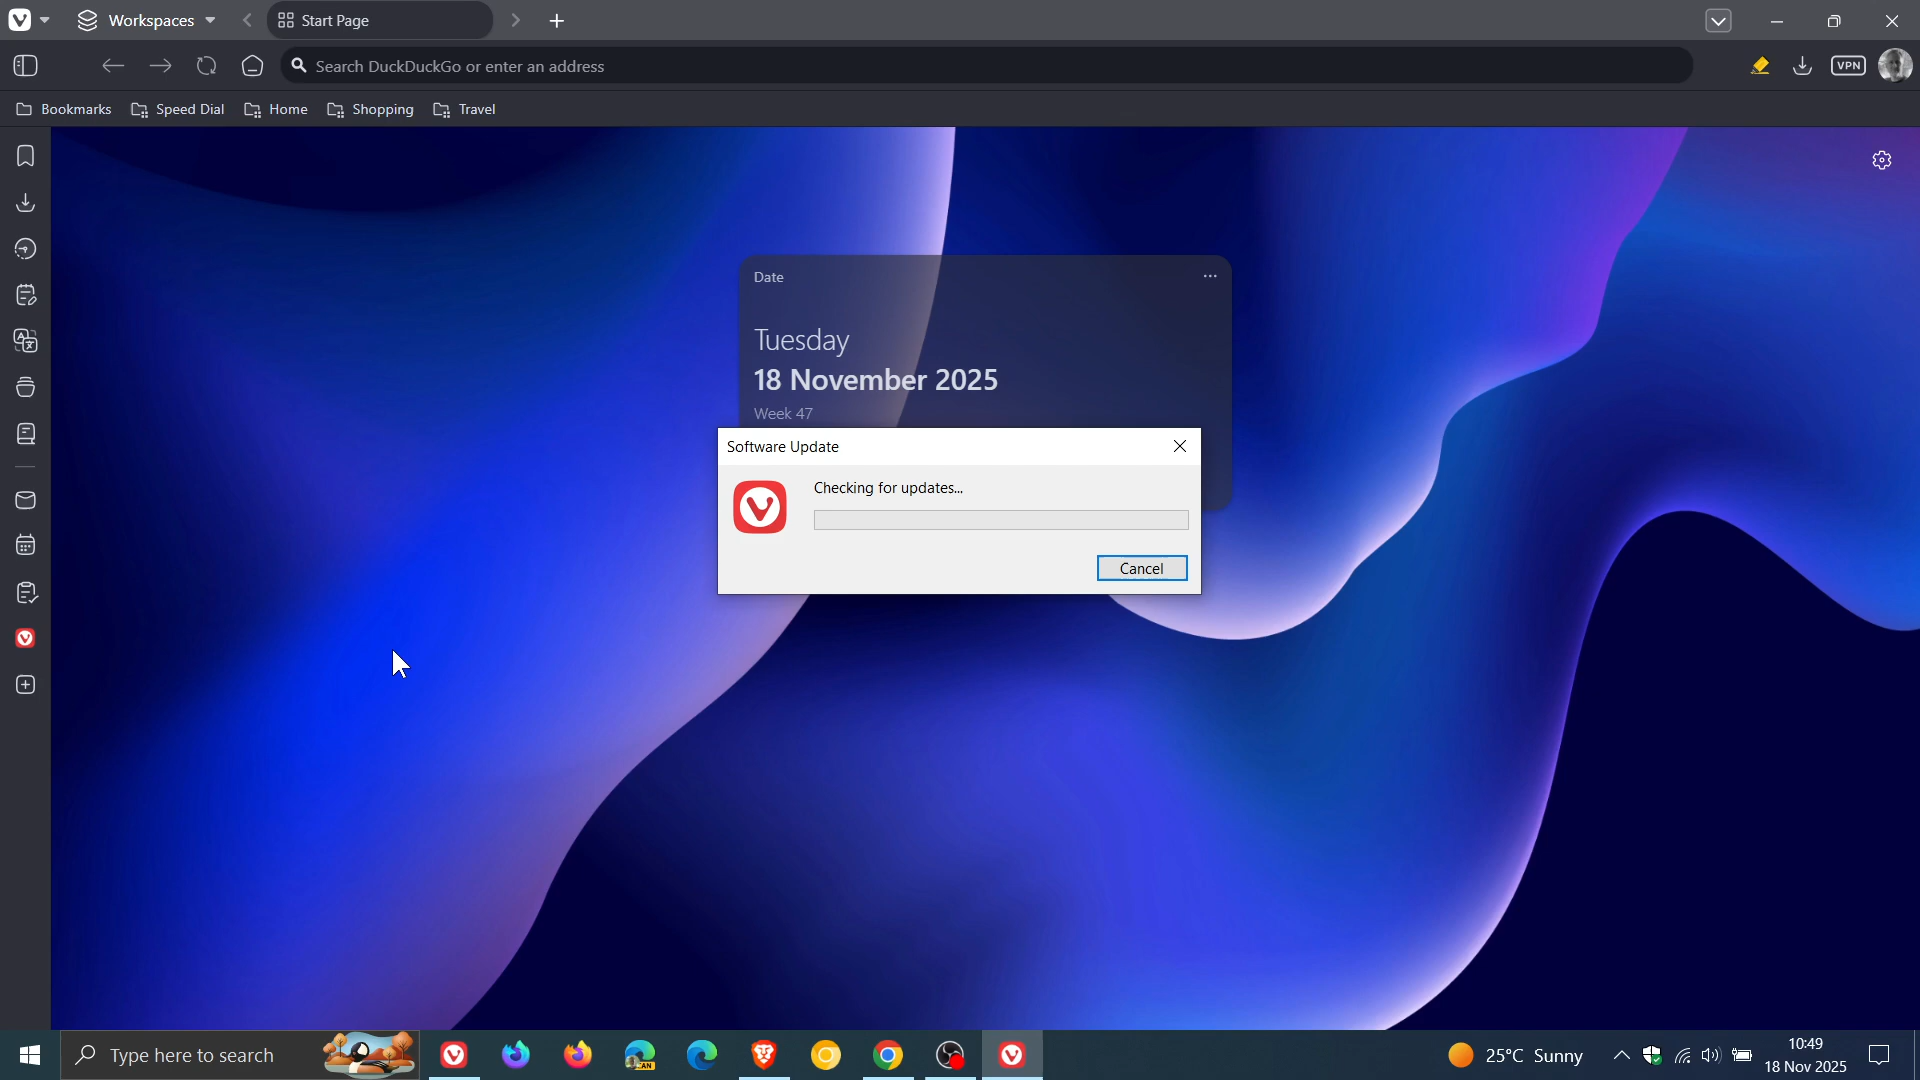 Workspaces
Start Page
Search DuckDuckGo or enter an address
VPN
Bookmarks
Speed Dial
Home
Shopping
Travel
Date
Tuesday
18 November 2025
Week 47
Software Update
Checking for updates...
Cancel
Type here to search
CAN
25°C Sunny
10:49
18 Nov 2025